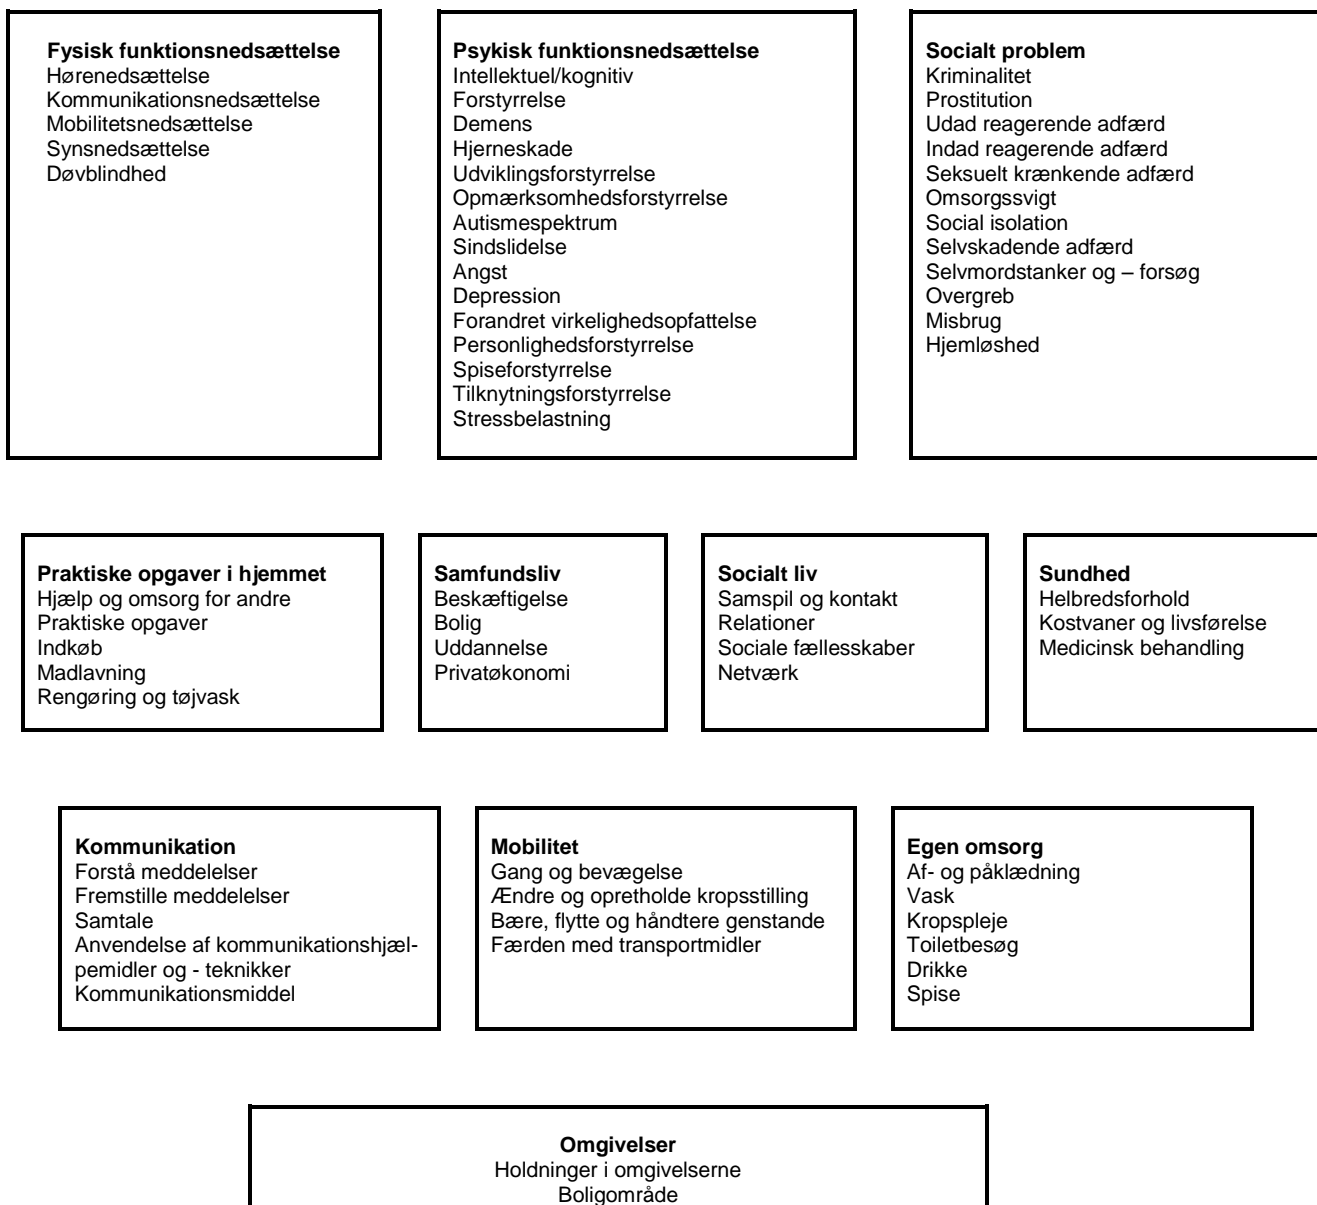 Fysisk funktionsnedsættelse
Hørenedsættelse
Kommunikationsnedsættelse
Mobilitetsnedsættelse
Synsnedsættelse
Døvblindhed
Psykisk funktionsnedsættelse
Intellektuel/kognitiv
Forstyrrelse
Demens
Hjerneskade
Udviklingsforstyrrelse
Opmærksomhedsforstyrrelse
Autismespektrum
Sindslidelse
Angst
Depression
Forandret virkelighedsopfattelse
Personlighedsforstyrrelse
Spiseforstyrrelse
Tilknytningsforstyrrelse
Stressbelastning
Socialt problem
Kriminalitet
Prostitution
Udad reagerende adfærd
Indad reagerende adfærd
Seksuelt krænkende adfærd
Omsorgssvigt
Social isolation
Selvskadende adfærd
Selvmordstanker og – forsøg
Overgreb
Misbrug
Hjemløshed
Praktiske opgaver i hjemmet
Hjælp og omsorg for andre
Praktiske opgaver
Indkøb
Madlavning
Rengøring og tøjvask
Samfundsliv
Beskæftigelse
Bolig
Uddannelse
Privatøkonomi
Socialt liv
Samspil og kontakt
Relationer
Sociale fællesskaber
Netværk
Sundhed
Helbredsforhold
Kostvaner og livsførelse
Medicinsk behandling
Kommunikation
Forstå meddelelser
Fremstille meddelelser
Samtale
Anvendelse af kommunikationshjæl-
pemidler og - teknikker
Kommunikationsmiddel
Mobilitet
Gang og bevægelse
Ændre og opretholde kropsstilling
Bære, flytte og håndtere genstande
Færden med transportmidler
Egen omsorg
Af- og påklædning
Vask
Kropspleje
Toiletbesøg
Drikke
Spise
Omgivelser
Holdninger i omgivelserne
Boligområde